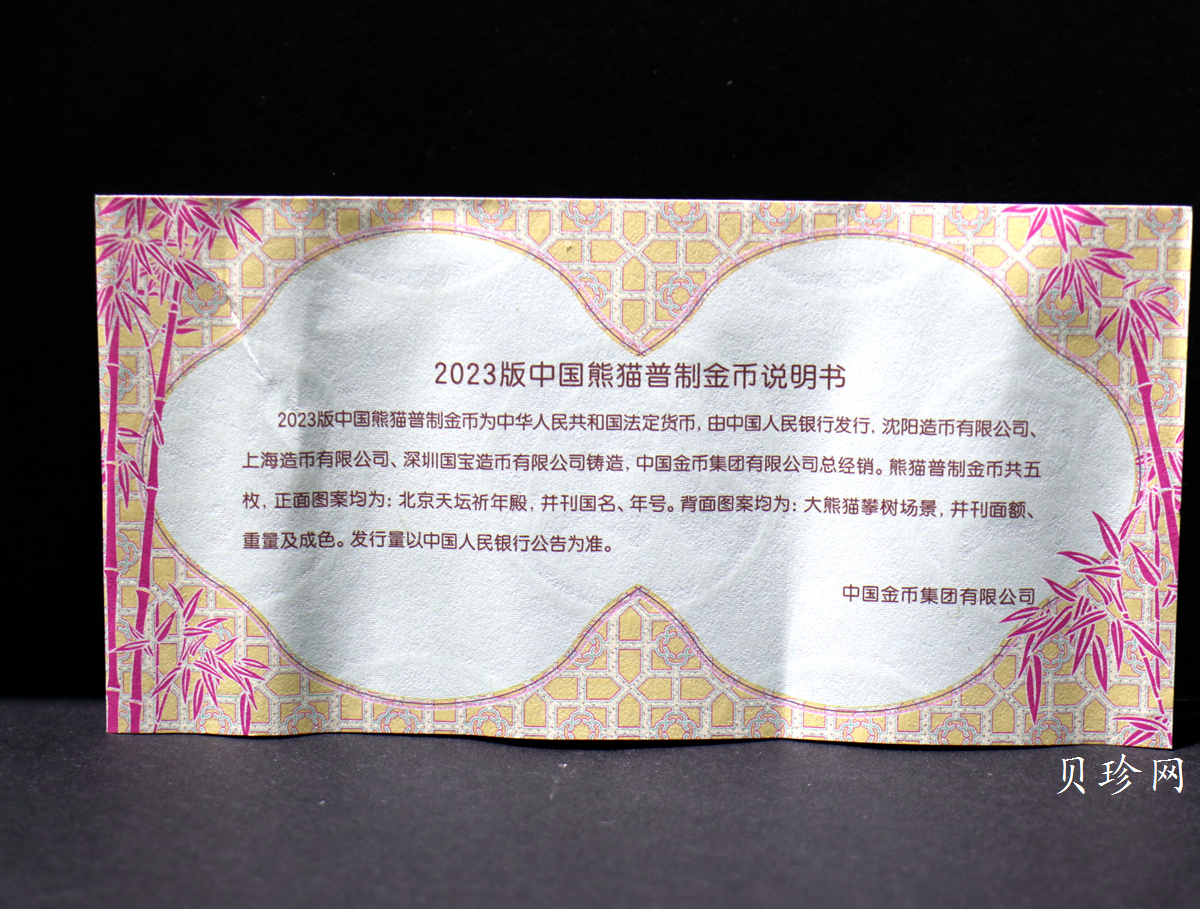 2023版中国熊猫普制金币说明书
2023版中国熊猫普制金币为中华人民共和国法定货币，由中国人民银行发行，沈阳造币有限公司、
上海造币有限公司、深圳国宝造币有限公司铸造，中国金币集团有限公司总经销。熊猫普制金币共五
枚，正面图案均为：北京天坛祈年殿，并刊国名、年号。背面图案均为：大熊猫攀树场景，并刊面额、
重量及成色。发行量以中国人民银行公告为准。
中国金币集团有限公司
贝珍网